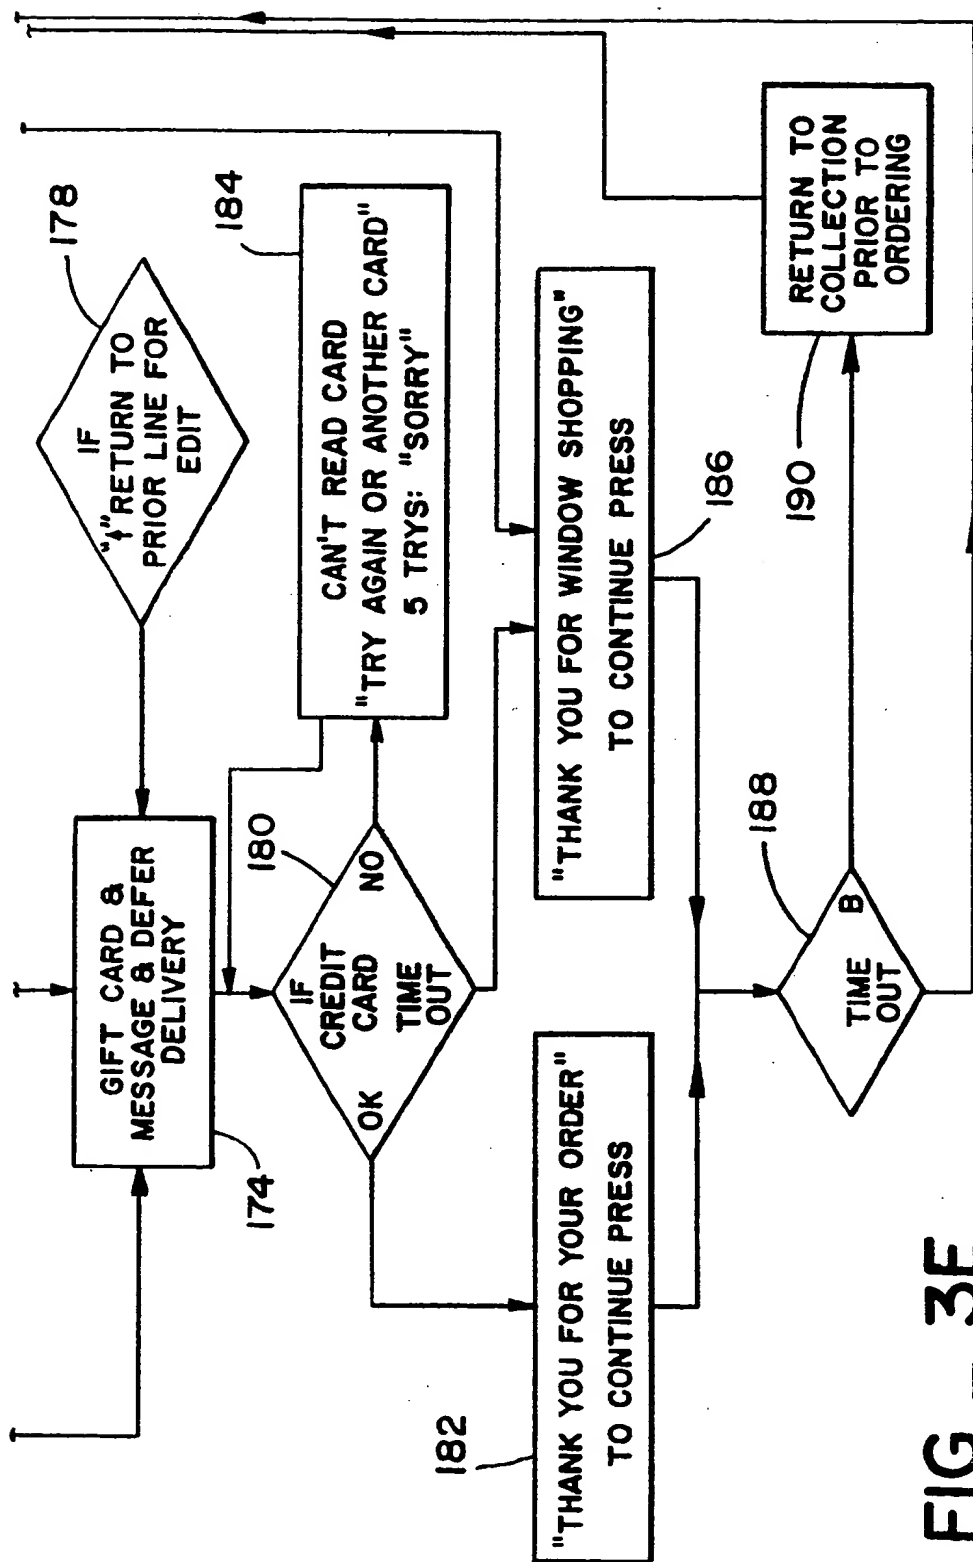 178
IF
"↑" RETURN TO
PRIOR LINE FOR
EDIT
GIFT CARD &
MESSAGE & DEFER
DELIVERY
174
184
CAN'T READ CARD
"TRY AGAIN OR ANOTHER CARD"
5 TRYS: "SORRY"
180
IF
CREDIT
CARD
OK
NO
TIME
OUT
182
"THANK YOU FOR YOUR ORDER"
TO CONTINUE PRESS
"THANK YOU FOR WINDOW SHOPPING"
TO CONTINUE PRESS
186
188
TIME
OUT
B
190
RETURN TO
COLLECTION
PRIOR TO
ORDERING